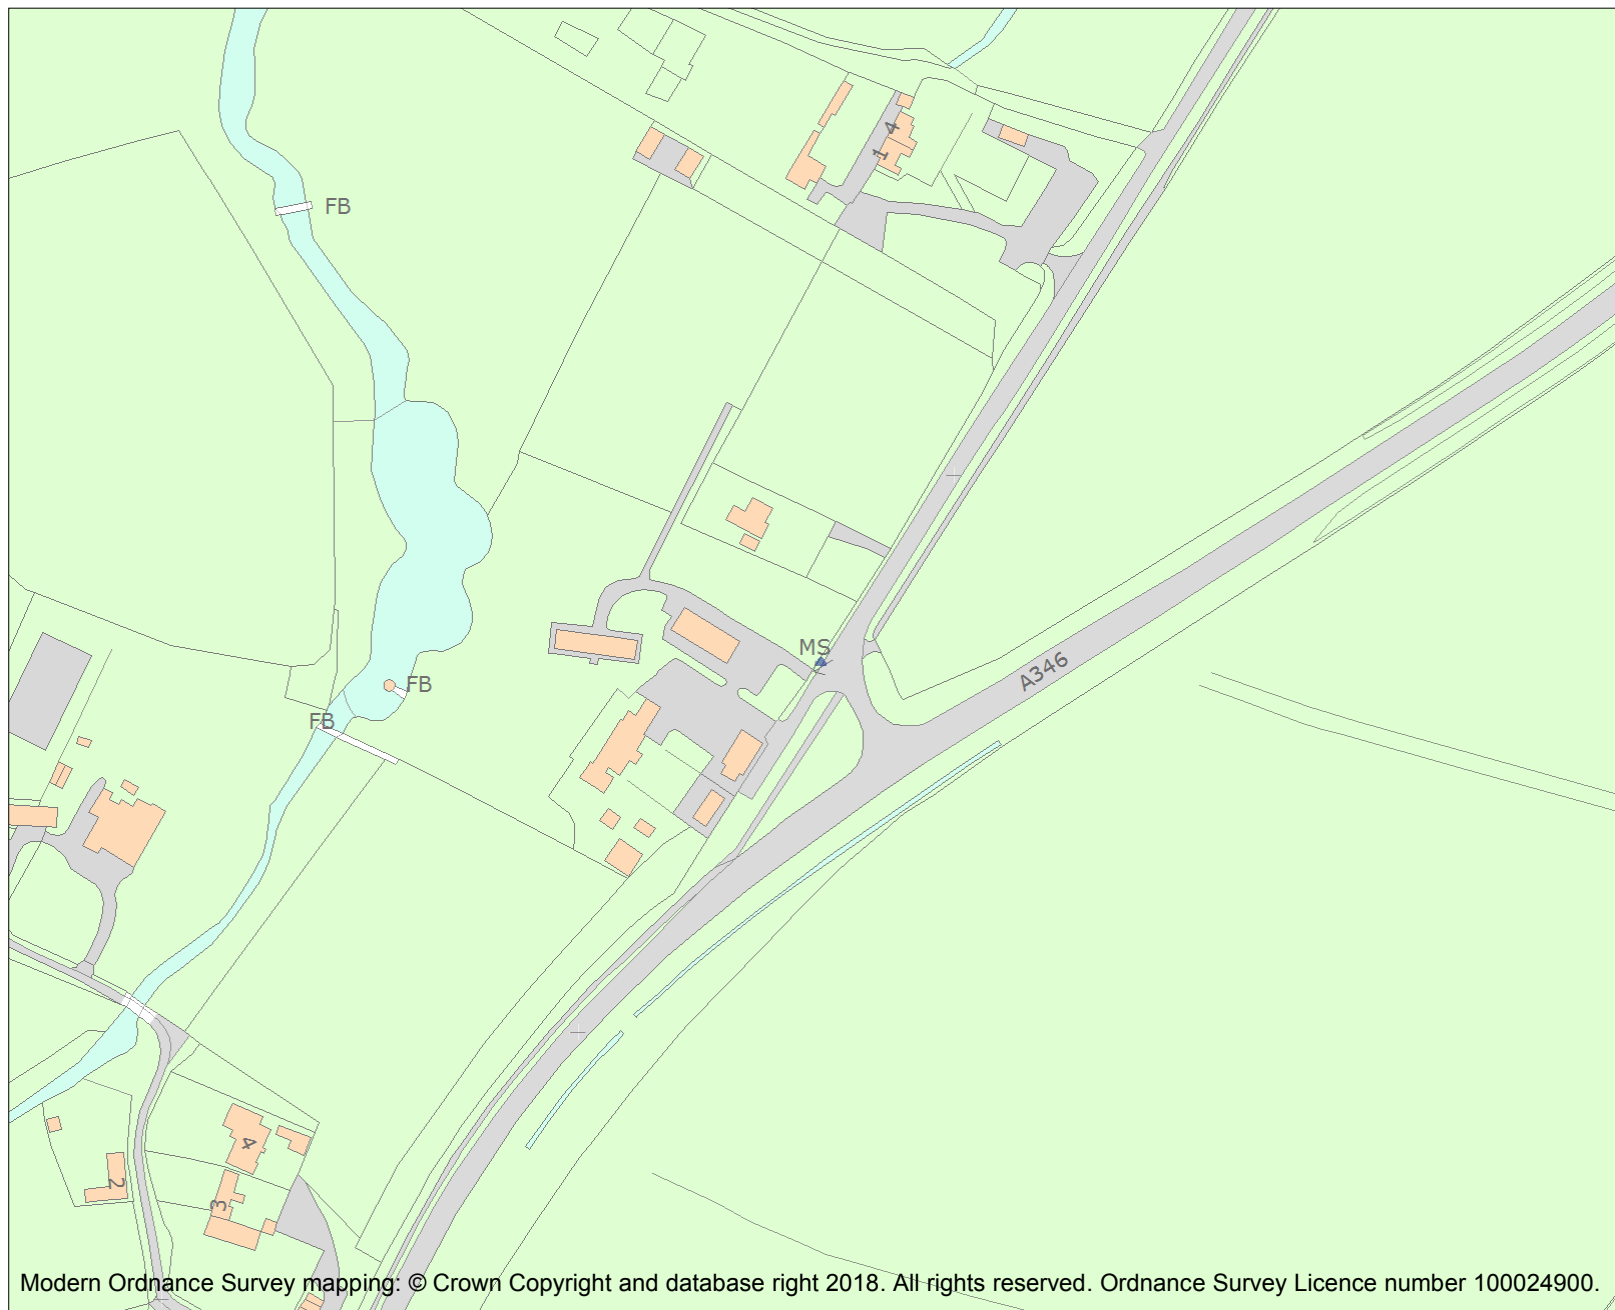 4
1
FB
MS
A346
FB
FB
4
2
3
Modern Ordnance Survey mapping: © Crown Copyright and database right 2018. All rights reserved. Ordnance Survey Licence number 100024900.